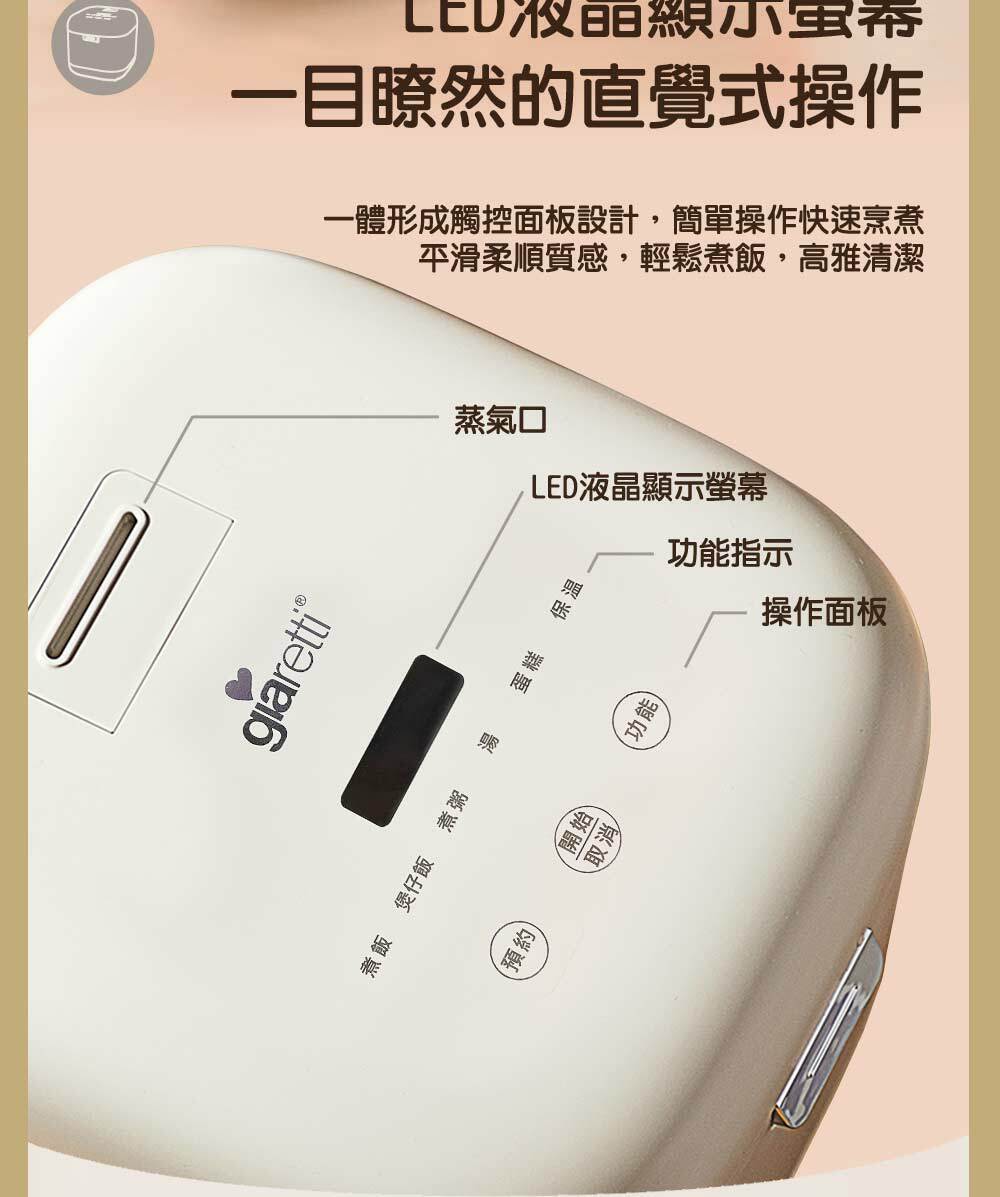 LED液晶顯示螢幕
一目瞭然的直覺式操作
一體形成觸控面板設計，簡單操作快速烹煮
平滑柔順質感，輕鬆煮飯，高雅清潔
蒸氣口
LED液晶顯示螢幕
功能指示
操作面板
giaretti®
保溫
蛋糕
湯
煮粥
煲仔飯
煮飯
功能
開始
取消
預約